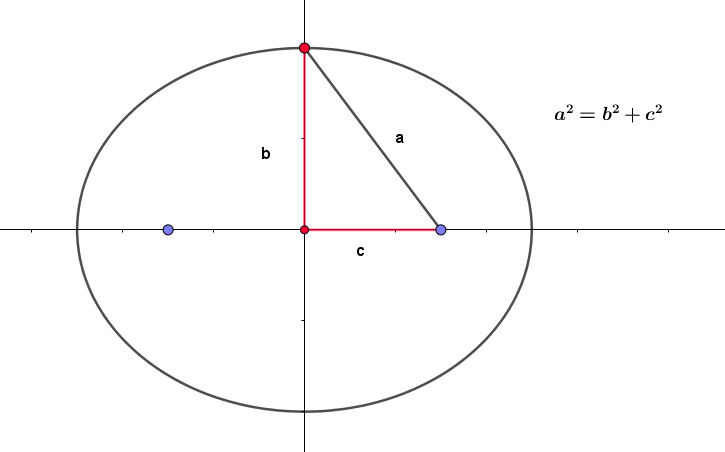 a² = b² + c²
a
b
c